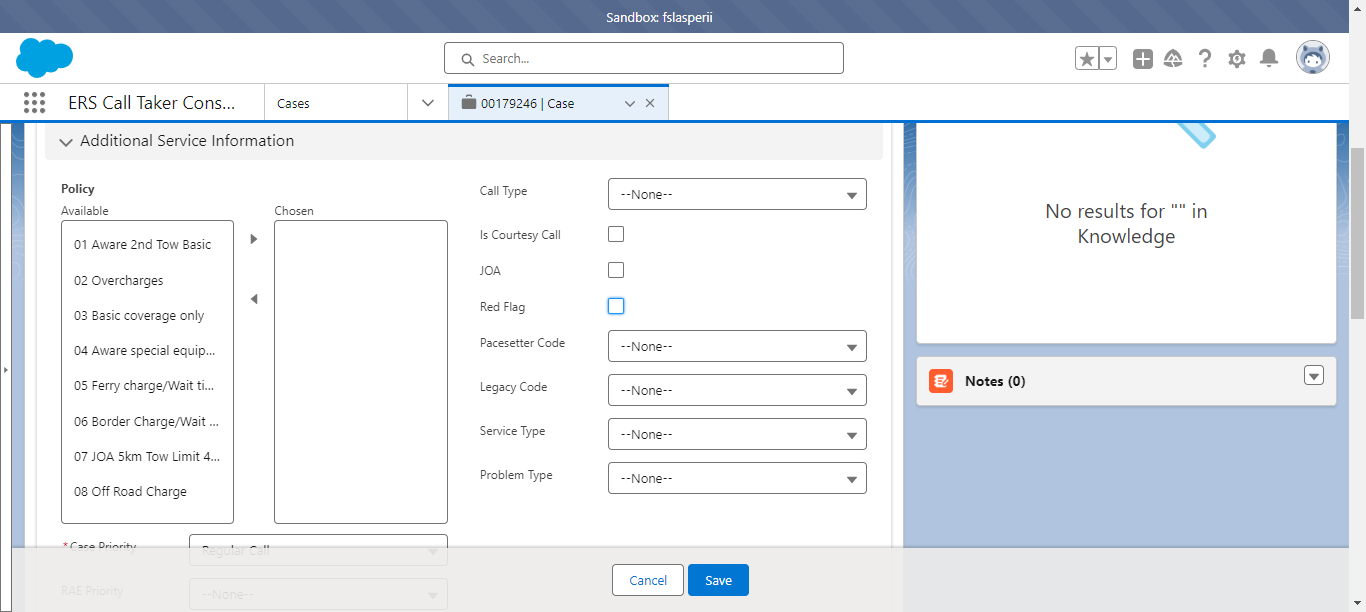 Sandbox: fslasperii
Search...
ERS Call Taker Cons...
Cases
00179246 | Case
Additional Service Information
Policy
Available
Chosen
01 Aware 2nd Tow Basic
02 Overcharges
03 Basic coverage only
04 Aware special equip...
05 Ferry charge/Wait ti...
06 Border Charge/Wait ...
07 JOA 5km Tow Limit 4...
08 Off Road Charge
*Case Priority
Regular Call
RAE Priority
--None--
Call Type
--None--
Is Courtesy Call
JOA
Red Flag
Pacesetter Code
--None--
Legacy Code
--None--
Service Type
--None--
Problem Type
--None--
Cancel
Save
No results for "" in
Knowledge
Notes (0)